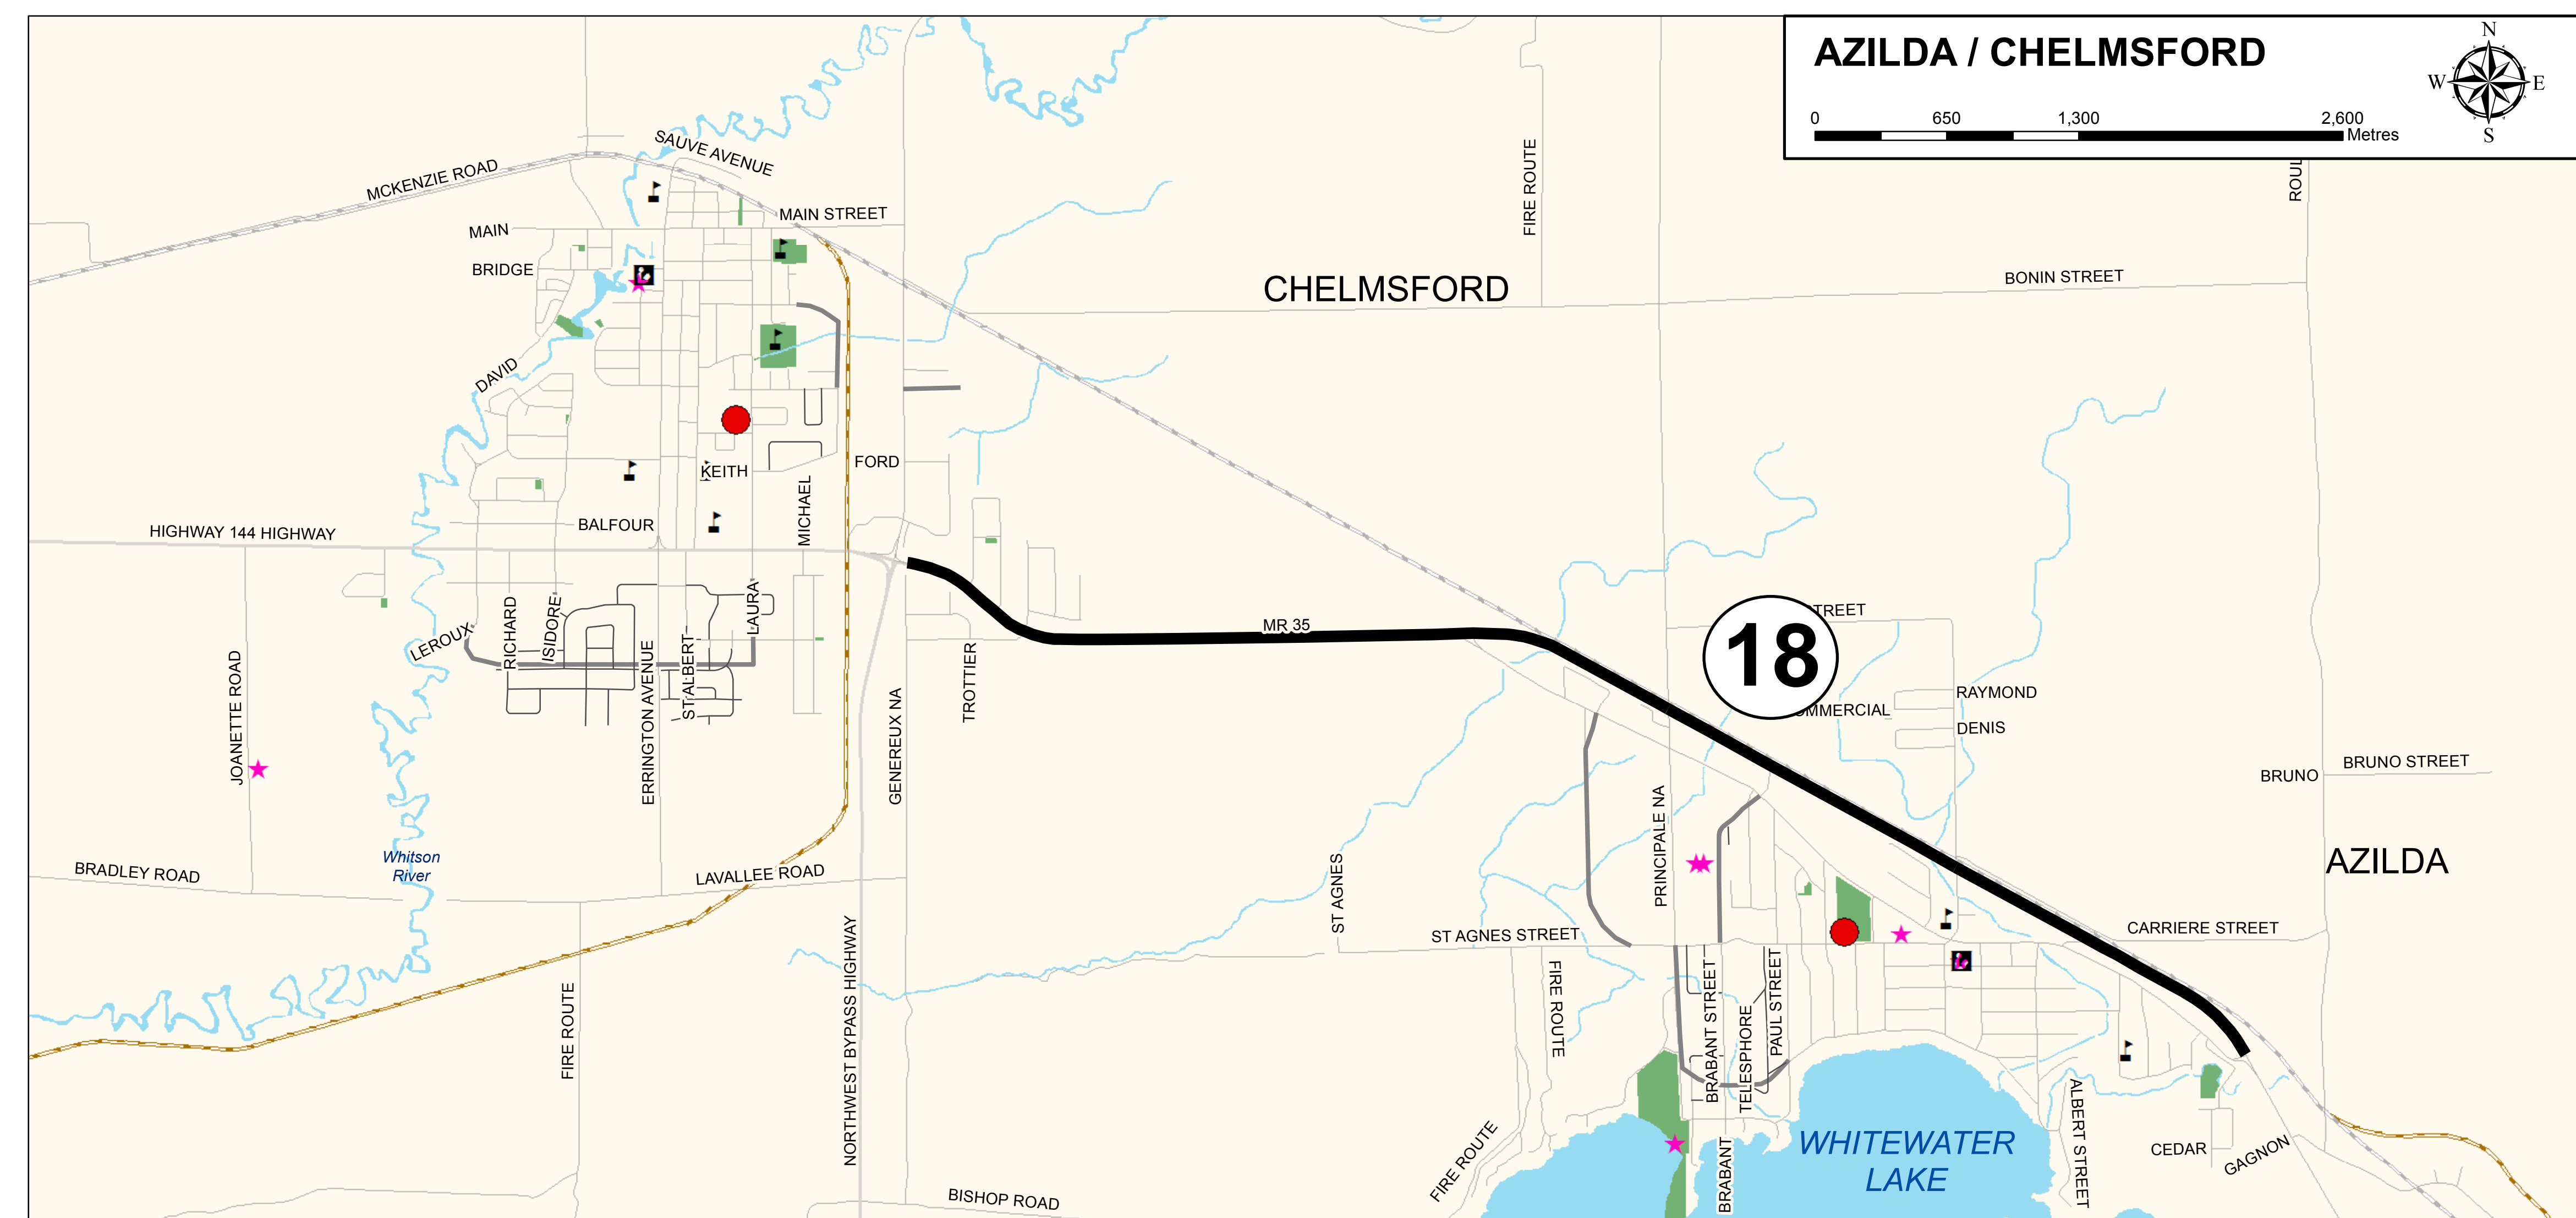 AZILDA / CHELMSFORD
N
W
E
S
0 650 1,300 2,600
Metres
SAUVE AVENUE
MCKENZIE ROAD
FIRE ROUTE
ROUL
MAIN STREET
MAIN
BRIDGE
CHELMSFORD
BONIN STREET
DAVID
KEITH
FORD
MICHAEL
BALFOUR
HIGHWAY 144 HIGHWAY
LAURA
RICHARD
ISIDORE
LEROUX
ERRINGTON AVENUE
ST ALBERT
JOANETTE ROAD
GENEREUX NA
TROTTIER
MR 35
18
TREET
RAYMOND
OMMERCIAL
DENIS
BRUNO
BRUNO STREET
PRINCIPALE NA
Whitson
River
BRADLEY ROAD
LAVALLEE ROAD
AZILDA
ST AGNES
ST AGNES STREET
CARRIERE STREET
NORTHWEST BYPASS HIGHWAY
FIRE ROUTE
FIRE ROUTE
BRABANT STREET
TELESPHORE
PAUL STREET
FIRE ROUTE
BRABANT
WHITEWATER
LAKE
ALBERT STREET
CEDAR
GAGNON
BISHOP ROAD